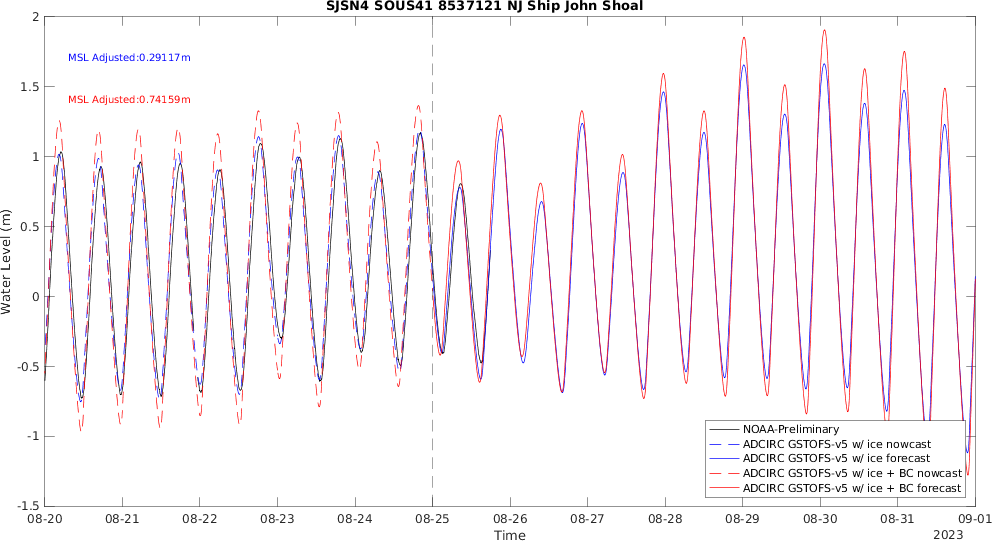 SJSN4 SOUS41 8537121 NJ Ship John Shoal
MSL Adjusted:0.29117m
MSL Adjusted:0.74159m
Water Level (m)
2
1.5
1
0.5
0
-0.5
-1
-1.5
NOAA-Preliminary
ADCIRC GSTOFS-v5 w/ ice nowcast
ADCIRC GSTOFS-v5 w/ ice forecast
ADCIRC GSTOFS-v5 w/ ice + BC nowcast
ADCIRC GSTOFS-v5 w/ ice + BC forecast
08-20 08-21 08-22 08-23 08-24 08-25 08-26 08-27 08-28 08-29 08-30 08-31 09-01
Time
2023